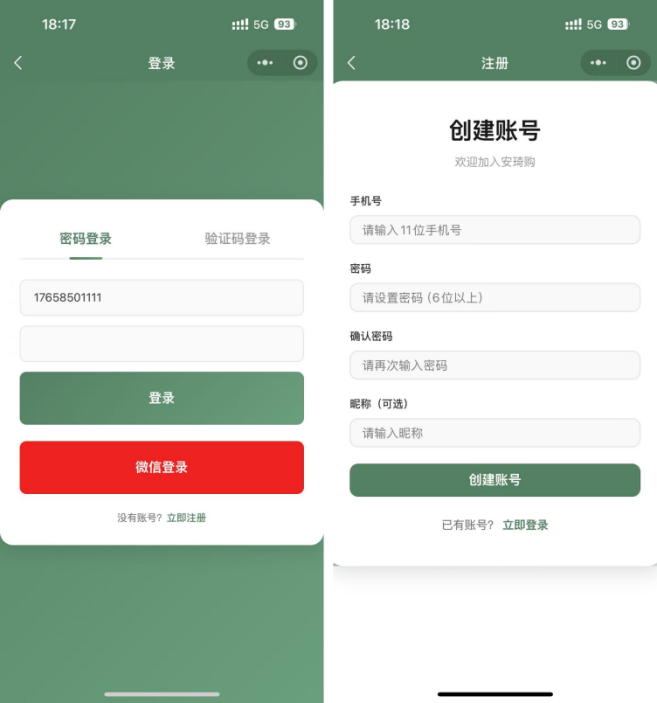 18:17
5G 93
登录
密码登录
验证码登录
17658501111
登录
微信登录
没有账号? 立即注册
18:18
5G 93
注册
创建账号
欢迎加入安琦购
手机号
请输入11位手机号
密码
请设置密码 (6位以上)
确认密码
请再次输入密码
昵称 (可选)
请输入昵称
创建账号
已有账号? 立即登录